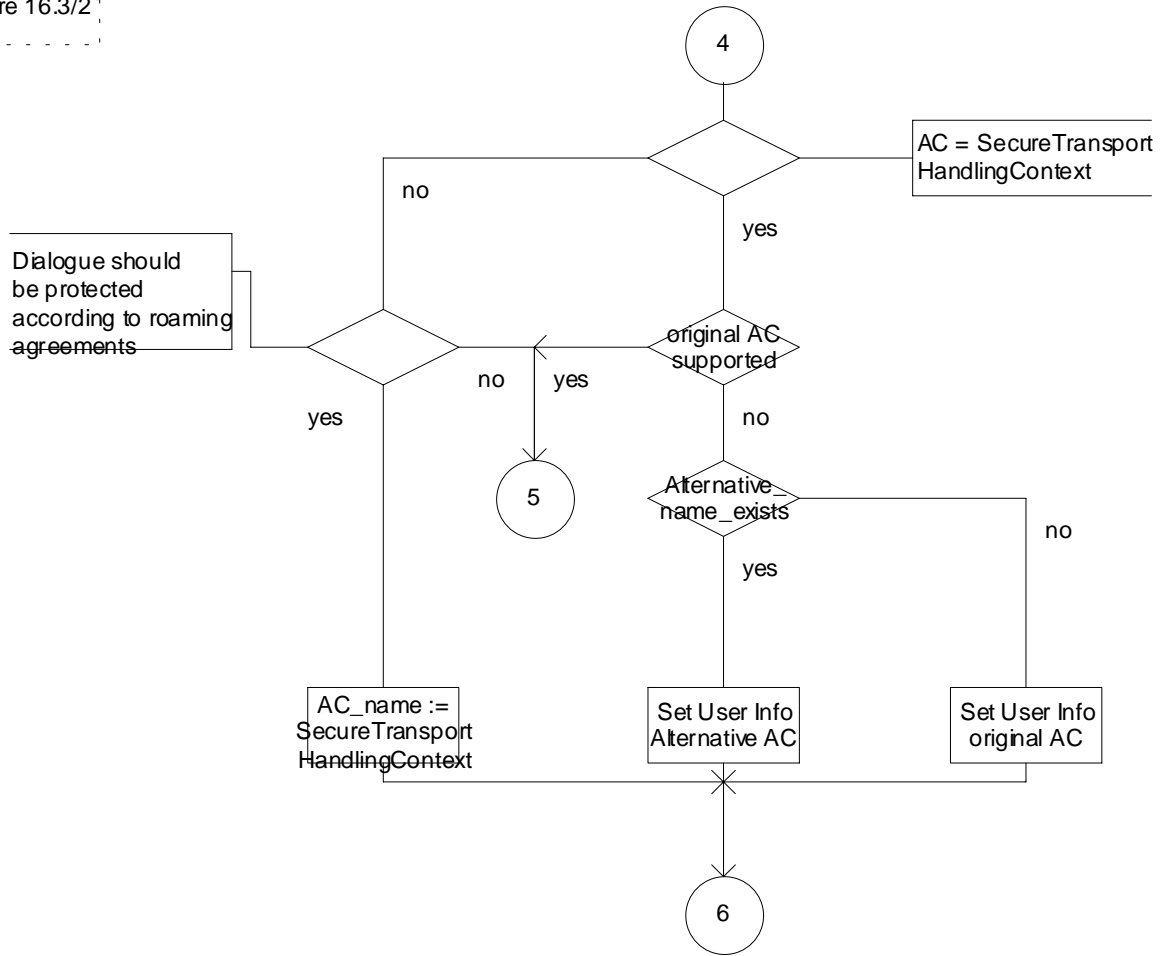 re 16.3/2
4
AC = SecureTransport
HandlingContext
no
yes
Dialogue should
be protected
according to roaming
agreements
original AC
supported
no
yes
yes
no
Alternative_
name_exists
5
no
yes
AC_name :=
SecureTransport
HandlingContext
Set User Info
Alternative AC
Set User Info
original AC
6